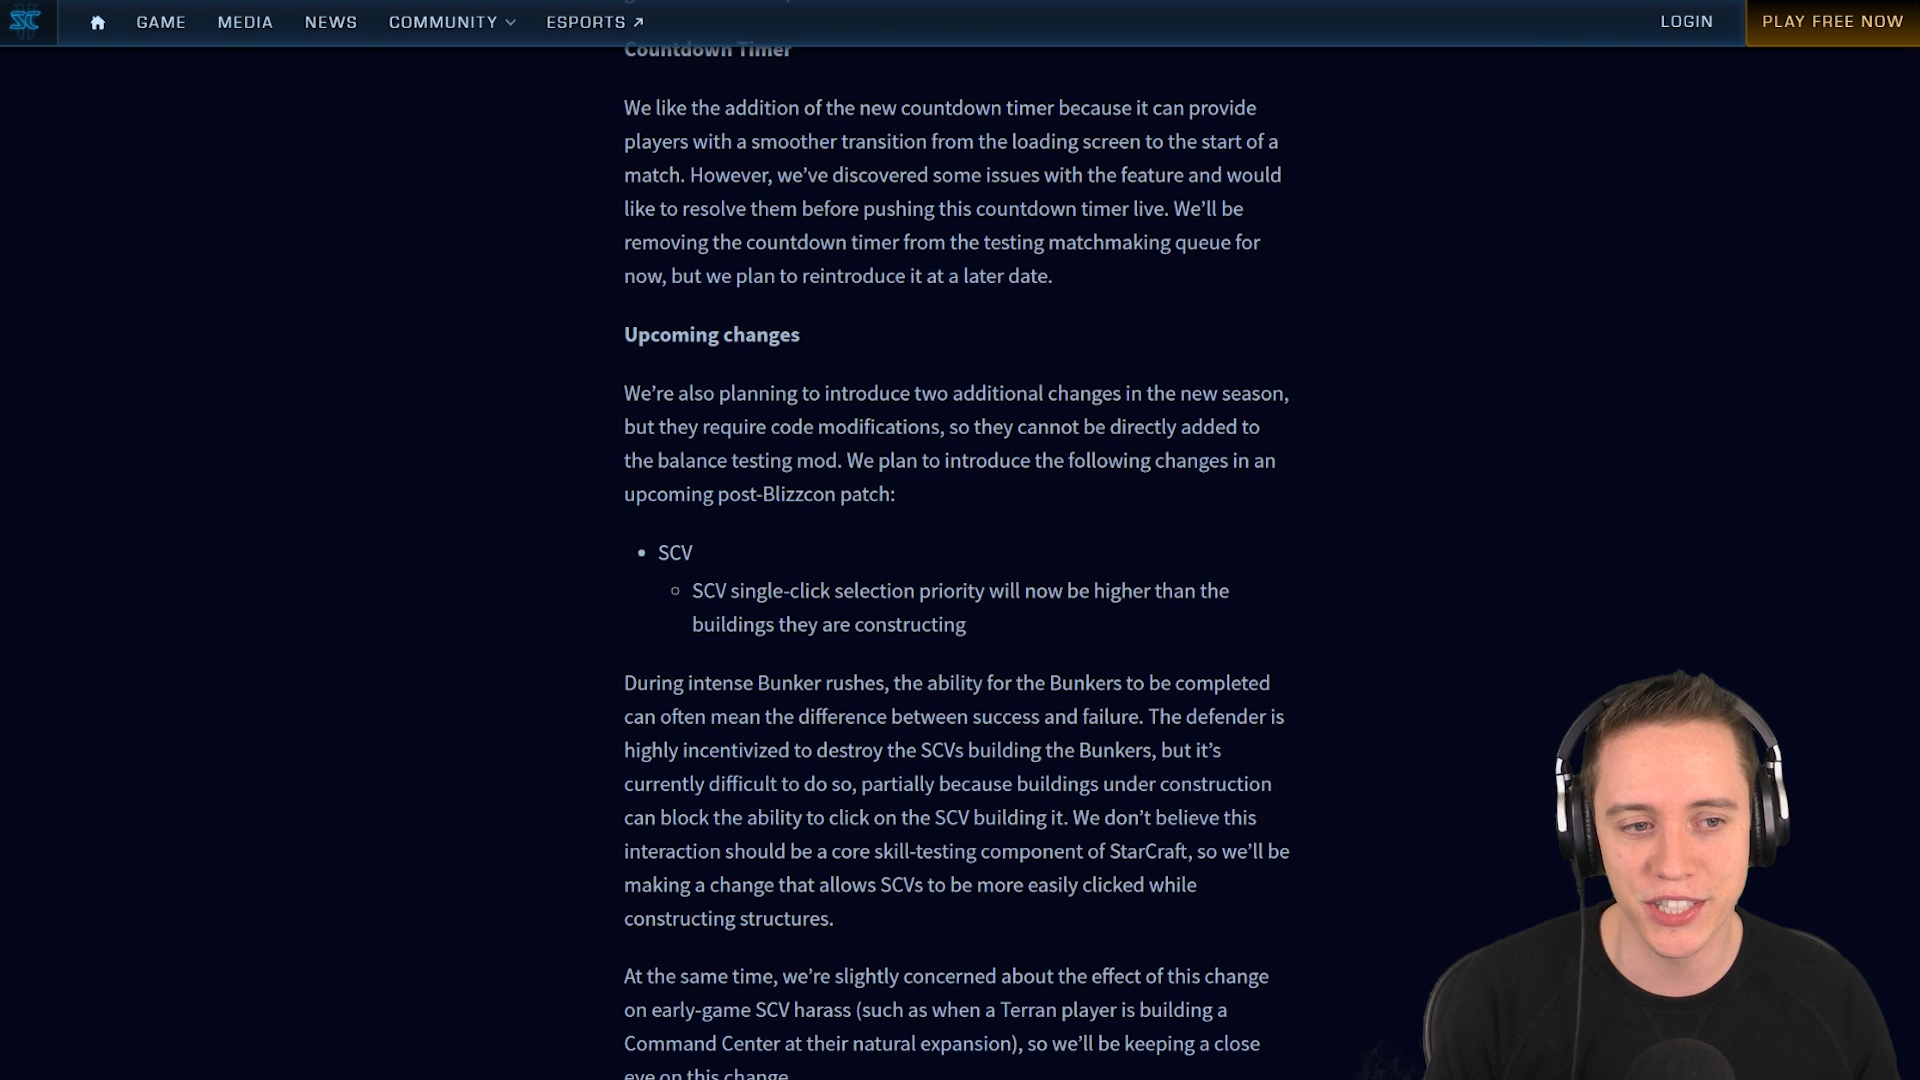 SC
GAME
MEDIA
NEWS
COMMUNITY
ESPORTS
LOGIN
PLAY FREE NOW
Countdown Timer
We like the addition of the new countdown timer because it can provide
players with a smoother transition from the loading screen to the start of a
match. However, we’ve discovered some issues with the feature and would
like to resolve them before pushing this countdown timer live. We’ll be
removing the countdown timer from the testing matchmaking queue for
now, but we plan to reintroduce it at a later date.
Upcoming changes
We’re also planning to introduce two additional changes in the new season,
but they require code modifications, so they cannot be directly added to
the balance testing mod. We plan to introduce the following changes in an
upcoming post-Blizzcon patch:
• SCV
○ SCV single-click selection priority will now be higher than the
buildings they are constructing
During intense Bunker rushes, the ability for the Bunkers to be completed
can often mean the difference between success and failure. The defender is
highly incentivized to destroy the SCVs building the Bunkers, but it’s
currently difficult to do so, partially because buildings under construction
can block the ability to click on the SCV building it. We don’t believe this
interaction should be a core skill-testing component of StarCraft, so we’ll be
making a change that allows SCVs to be more easily clicked while
constructing structures.
At the same time, we’re slightly concerned about the effect of this change
on early-game SCV harass (such as when a Terran player is building a
Command Center at their natural expansion), so we’ll be keeping a close
eye on this change.